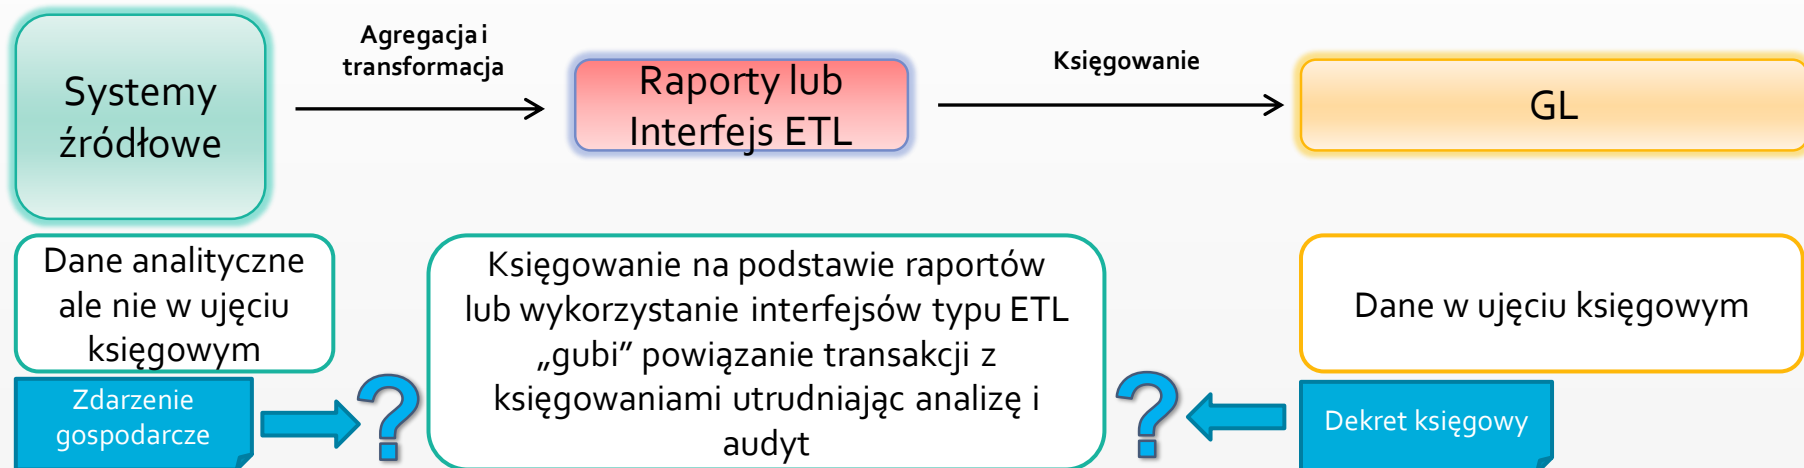 Systemy
źródłowe
Agregacja i
transformacja
Raporty lub
Interfejs ETL
Księgowanie
GL
Dane analityczne
ale nie w ujęciu
księgowym
Zdarzenie
gospodarcze
?
Księgowanie na podstawie raportów
lub wykorzystanie interfejsów typu ETL
„gubi” powiązanie transakcji z
księgowaniami utrudniając analizę i
audyt
?
Dane w ujęciu księgowym
Dekret księgowy